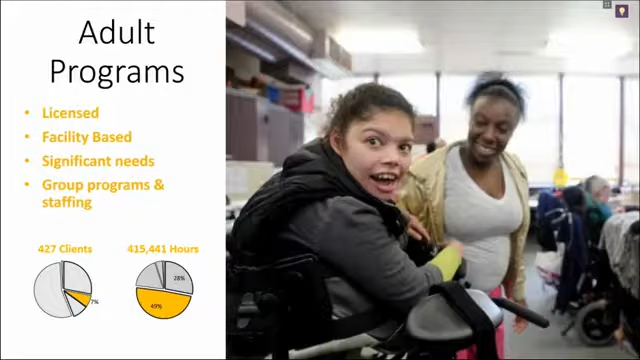 Adult
Programs
• Licensed
• Facility Based
• Significant needs
• Group programs &
staffing
427 Clients
415,441 Hours
7%
28%
49%